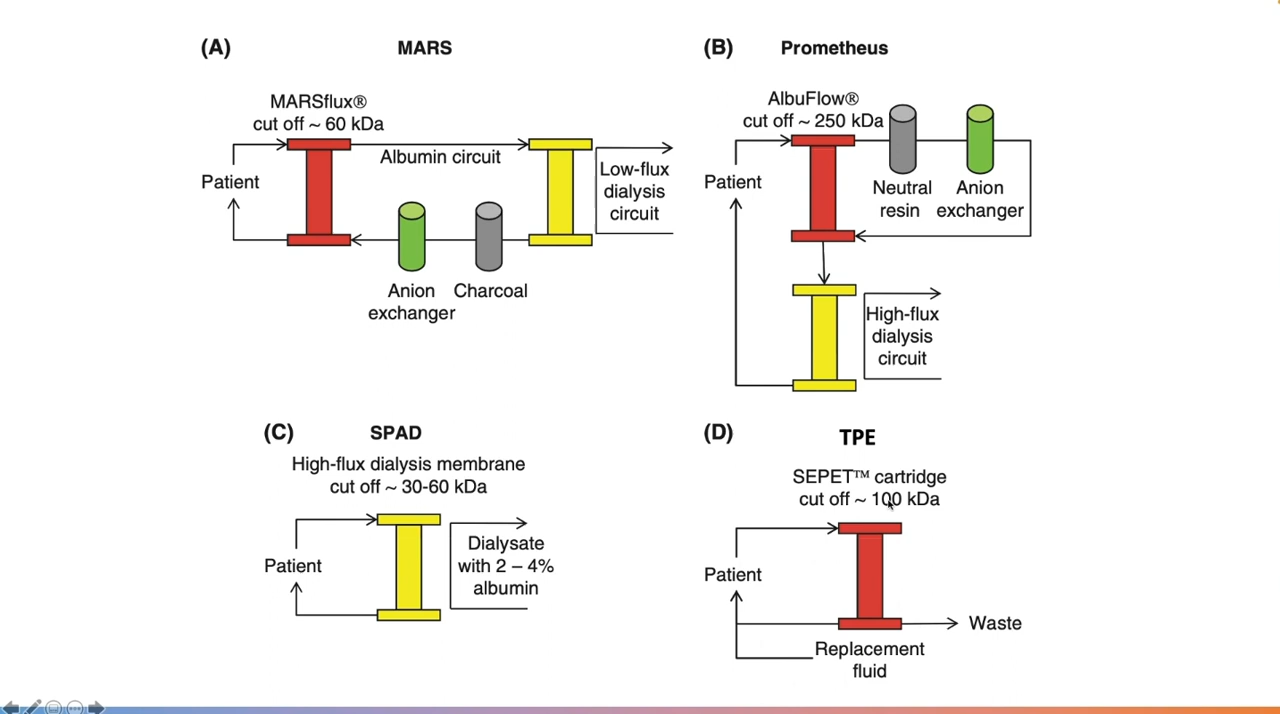 (A) MARS
MARSflux®
cut off ~ 60 kDa
Albumin circuit
Patient
Low-flux
dialysis
circuit
Anion
exchanger
Charcoal
(B) Prometheus
AlbuFlow®
cut off ~ 250 kDa
Patient
Neutral
resin
Anion
exchanger
High-flux
dialysis
circuit
(C) SPAD
High-flux dialysis membrane
cut off ~ 30-60 kDa
Patient
Dialysate
with 2 – 4%
albumin
(D) TPE
SEPET™ cartridge
cut off ~ 100 kDa
Patient
Waste
Replacement
fluid